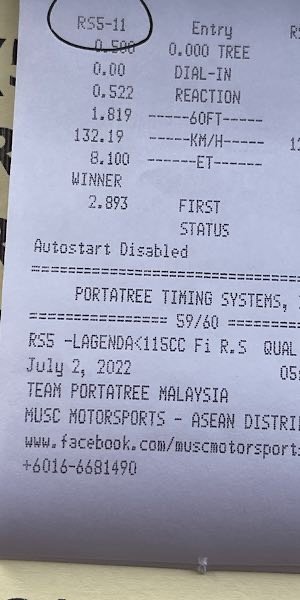 RS5-11 Entry
0.500 0.000 TREE
0.00 DIAL-IN
0.522 REACTION
1.819 -----60FT-----
132.19 -----KM/H-----
8.100 ------ET------
WINNER
2.893 FIRST
STATUS
Autostart Disabled
PORTATREE TIMING SYSTEMS,
================ 59/60 ========
RS5 -LAGENDA<115CC Fi R.S QUAL
July 2, 2022
TEAM PORTATREE MALAYSIA
MUSC MOTORSPORTS - ASEAN DISTRI
www.facebook.com/muscmotorsport
+6016-6681490